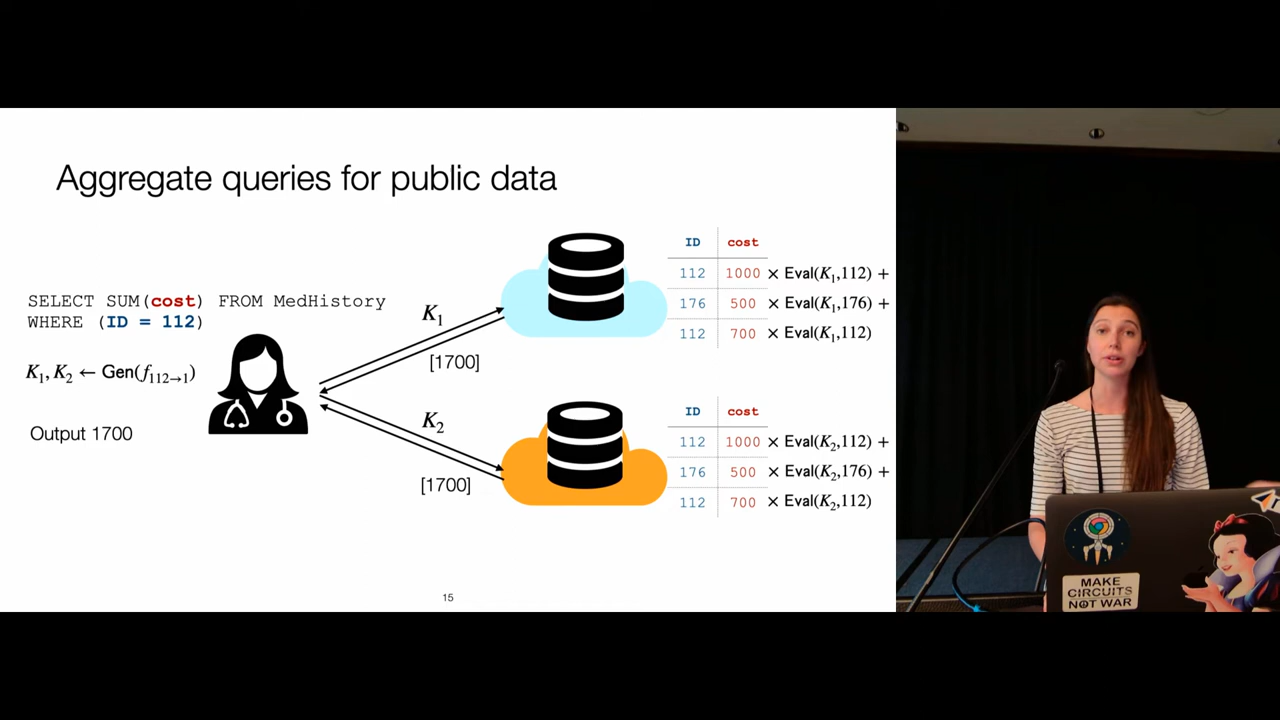 Aggregate queries for public data
SELECT SUM(cost) FROM MedHistory
WHERE (ID = 112)
K₁, K₂ ← Gen(f₁₁₂→₁)
Output 1700
K₁
[1700]
K₂
[1700]
ID cost
112 1000 × Eval(K₁,112) +
176 500 × Eval(K₁,176) +
112 700 × Eval(K₁,112)
ID cost
112 1000 × Eval(K₂,112) +
176 500 × Eval(K₂,176) +
112 700 × Eval(K₂,112)
15
MAKE
CIRCUITS
NOT WAR